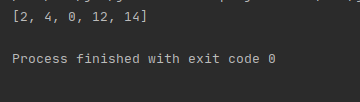 [2, 4, 0, 12, 14]
Process finished with exit code 0